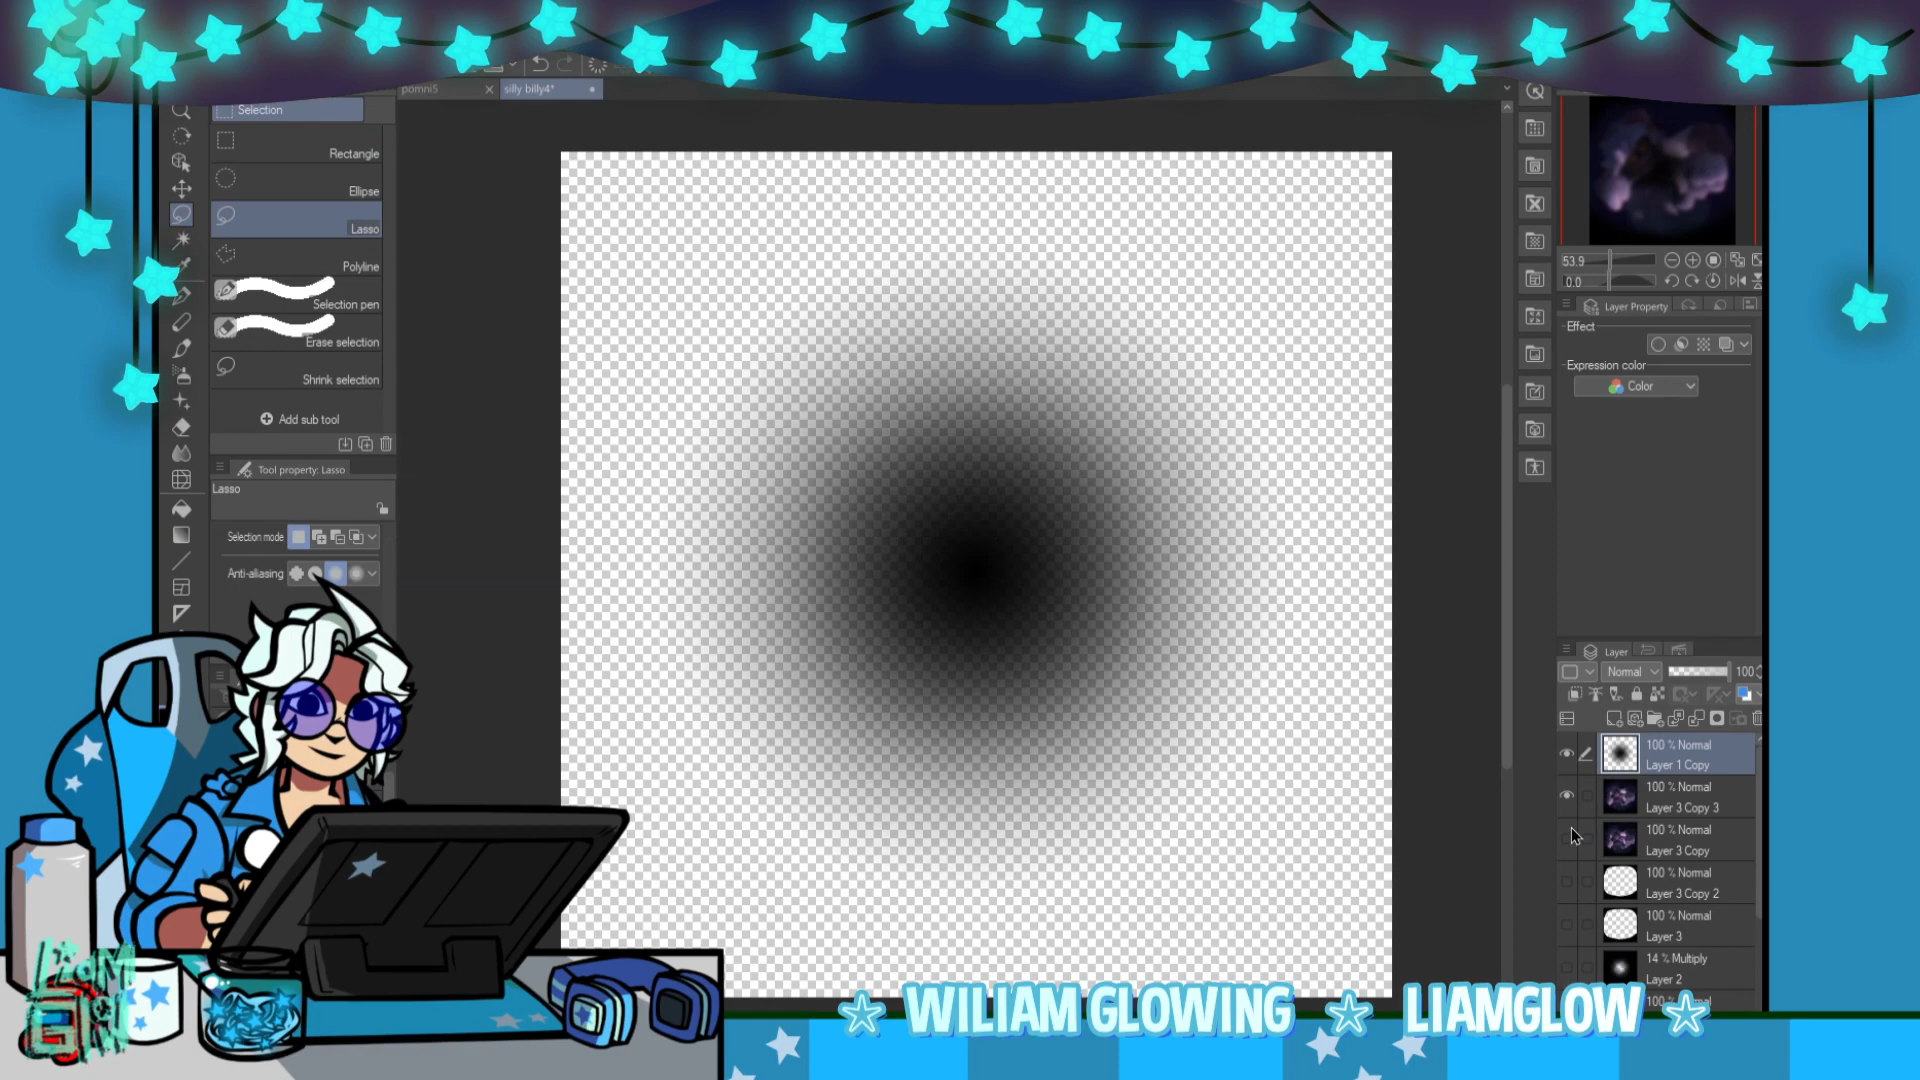 pomni5
silly billy4*
Selection
Rectangle
Ellipse
Lasso
Polyline
Selection pen
Erase selection
Shrink selection
Add sub tool
Tool property: Lasso
Lasso
Selection mode
Anti-aliasing
53.9
0.0
Layer Property
Effect
Expression color
Color
Layer
Normal
100
100 % Normal
Layer 1 Copy
100 % Normal
Layer 3 Copy 3
100 % Normal
Layer 3 Copy
100 % Normal
Layer 3 Copy 2
100 % Normal
Layer 3
14 % Multiply
Layer 2
WILIAM GLOWING
LIAMGLOW